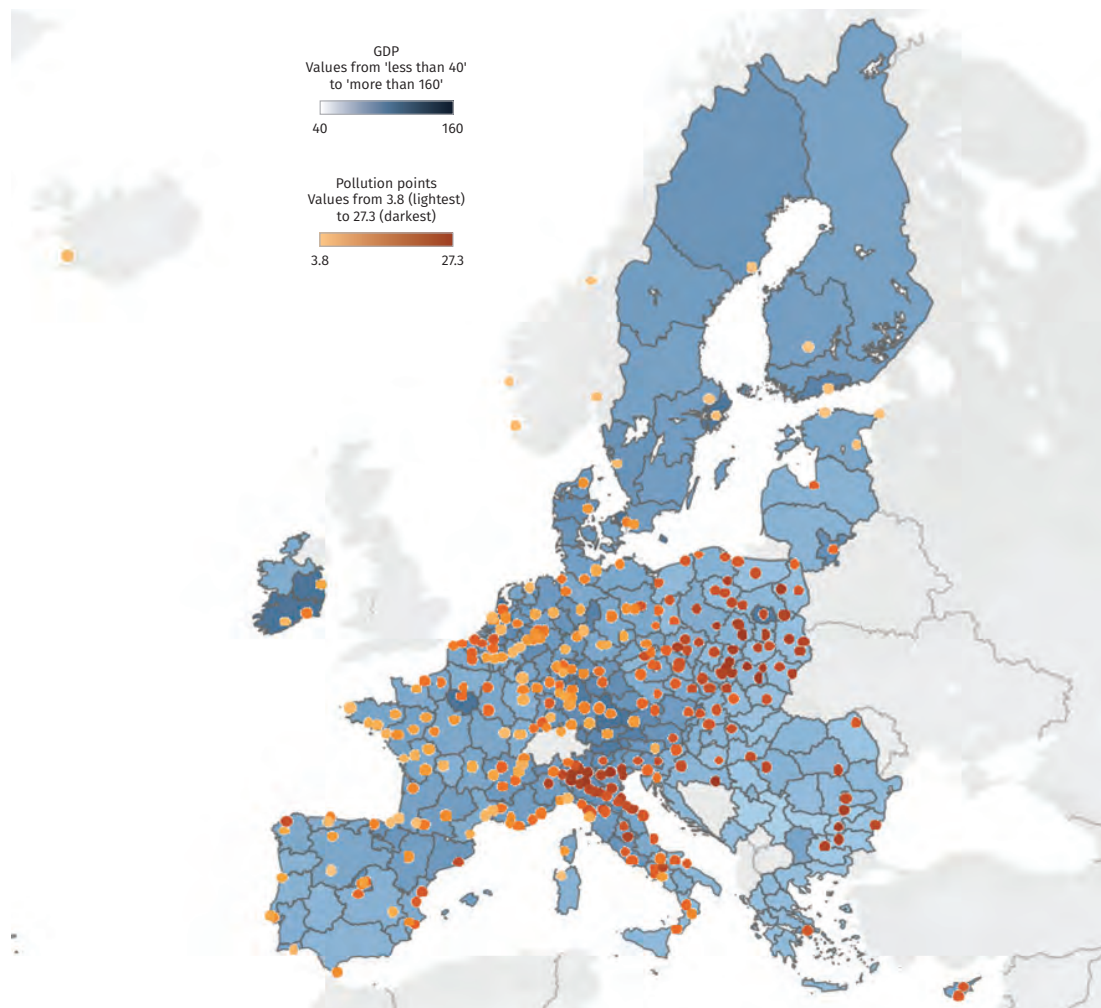 GDP
Values from 'less than 40'
to 'more than 160'
40 160
Pollution points
Values from 3.8 (lightest)
to 27.3 (darkest)
3.8 27.3